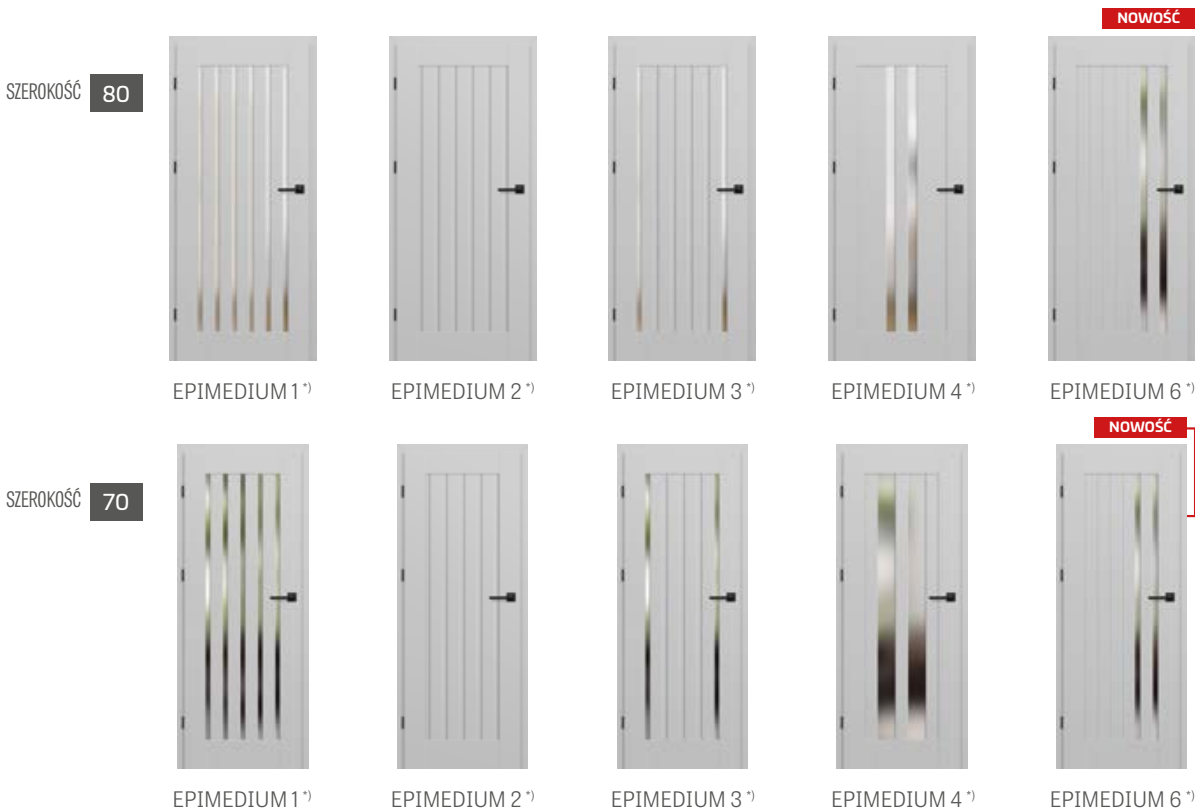 NOWOŚĆ
SZEROKOŚĆ 80
EPIMEDIUM 1 *) EPIMEDIUM 2 *) EPIMEDIUM 3 *) EPIMEDIUM 4 *) EPIMEDIUM 6 *)
NOWOŚĆ
SZEROKOŚĆ 70
EPIMEDIUM 1 *) EPIMEDIUM 2 *) EPIMEDIUM 3 *) EPIMEDIUM 4 *) EPIMEDIUM 6 *)